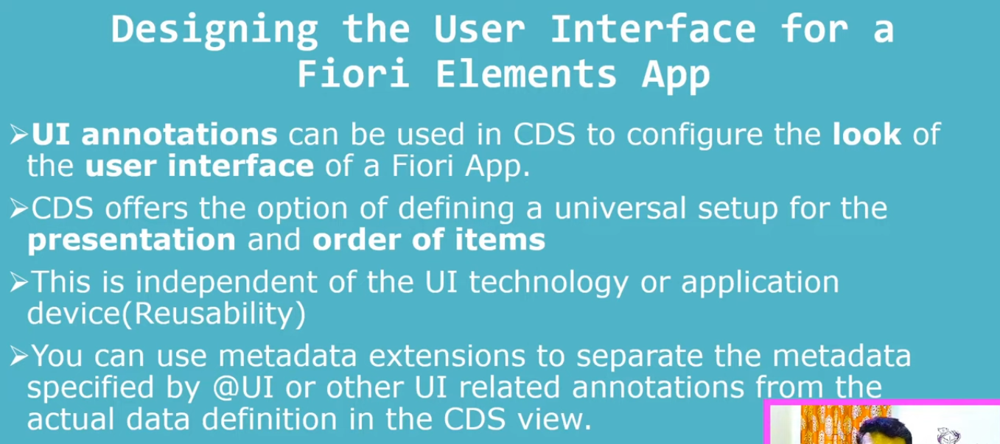 Designing the User Interface for a
Fiori Elements App
➢UI annotations can be used in CDS to configure the look of
the user interface of a Fiori App.
➢CDS offers the option of defining a universal setup for the
presentation and order of items
➢This is independent of the UI technology or application
device(Reusability)
➢You can use metadata extensions to separate the metadata
specified by @UI or other UI related annotations from the
actual data definition in the CDS view.